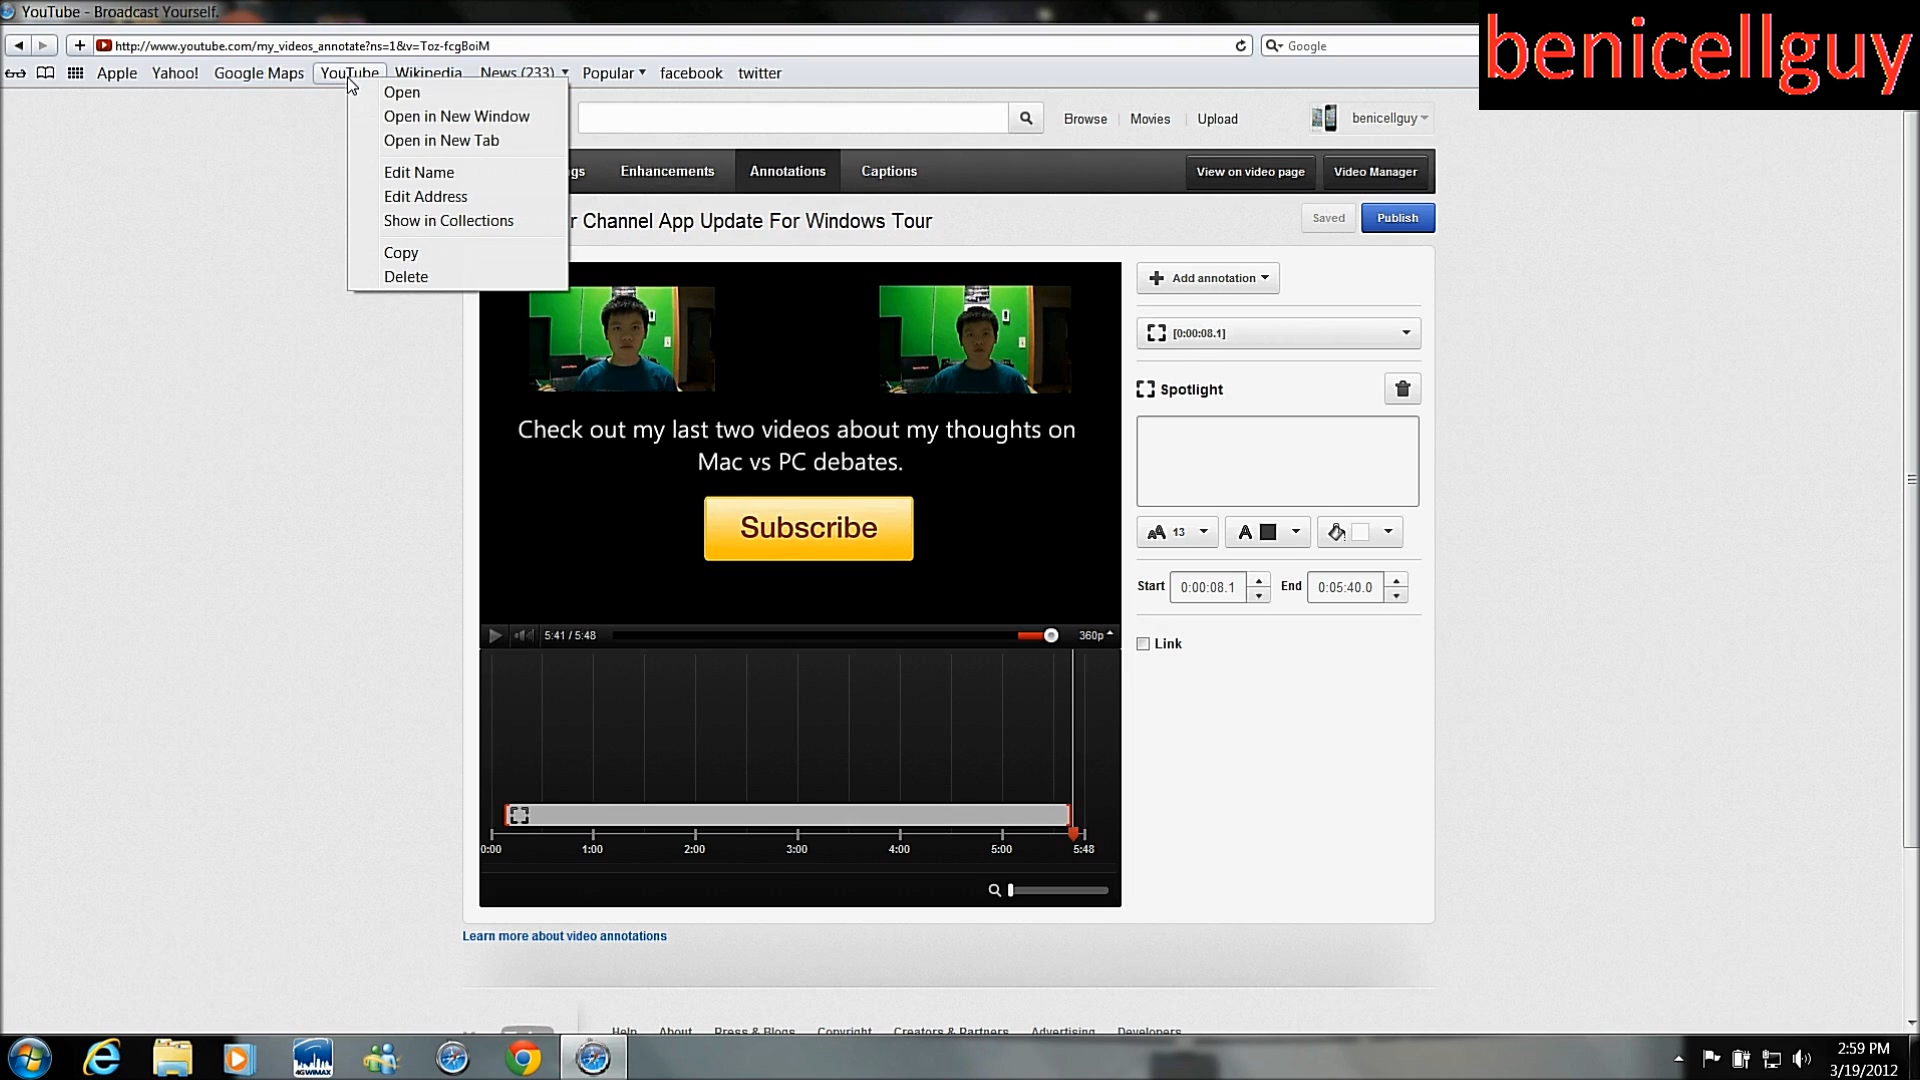 YouTube - Broadcast Yourself.
benicellguy
http://www.youtube.com/my_videos_annotate?ns=1&v=Toz-fcgBoiM
Google
Apple Yahoo! Google Maps YouTube Wikipedia News (233) Popular facebook twitter
Open
Open in New Window
Open in New Tab
Edit Name
Edit Address
Show in Collections
Copy
Delete
Browse Movies Upload benicellguy
Enhancements Annotations Captions View on video page Video Manager
Channel App Update For Windows Tour Saved Publish
Add annotation
[0:00:08.1]
Spotlight
Check out my last two videos about my thoughts on
Mac vs PC debates.
Subscribe
A 13 A
Start 0:00:08.1 End 0:05:40.0
5:41 / 5:48 360p
Link
0:00 1:00 2:00 3:00 4:00 5:00 5:48
Learn more about video annotations
Help About Press & Blogs Copyright Creators & Partners Advertising Developers
4GWIMAX
2:59 PM
3/19/2012